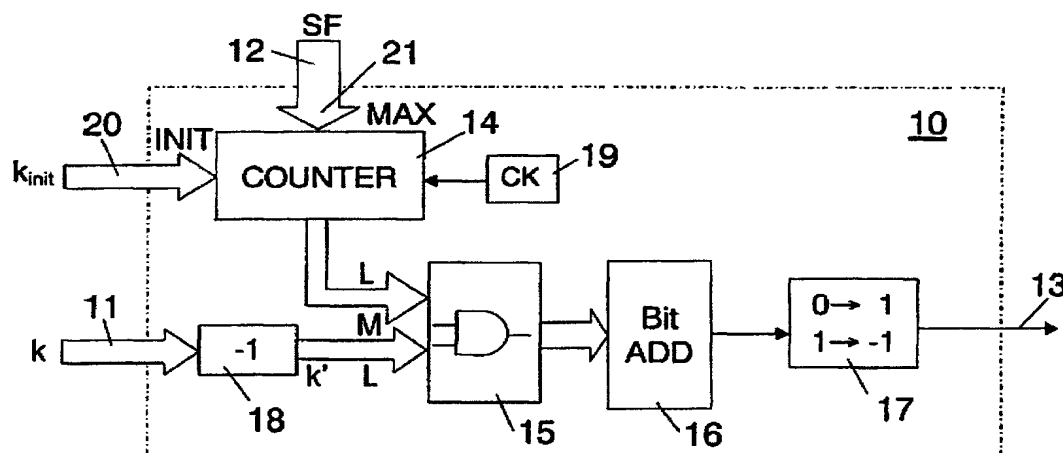 SF
12
21
MAX
14
10
20
INIT
19
k_init
COUNTER
CK
L
13
11
M
0→ 1
k
-1
Bit
ADD
1→ -1
k'
L
18
15
16
17